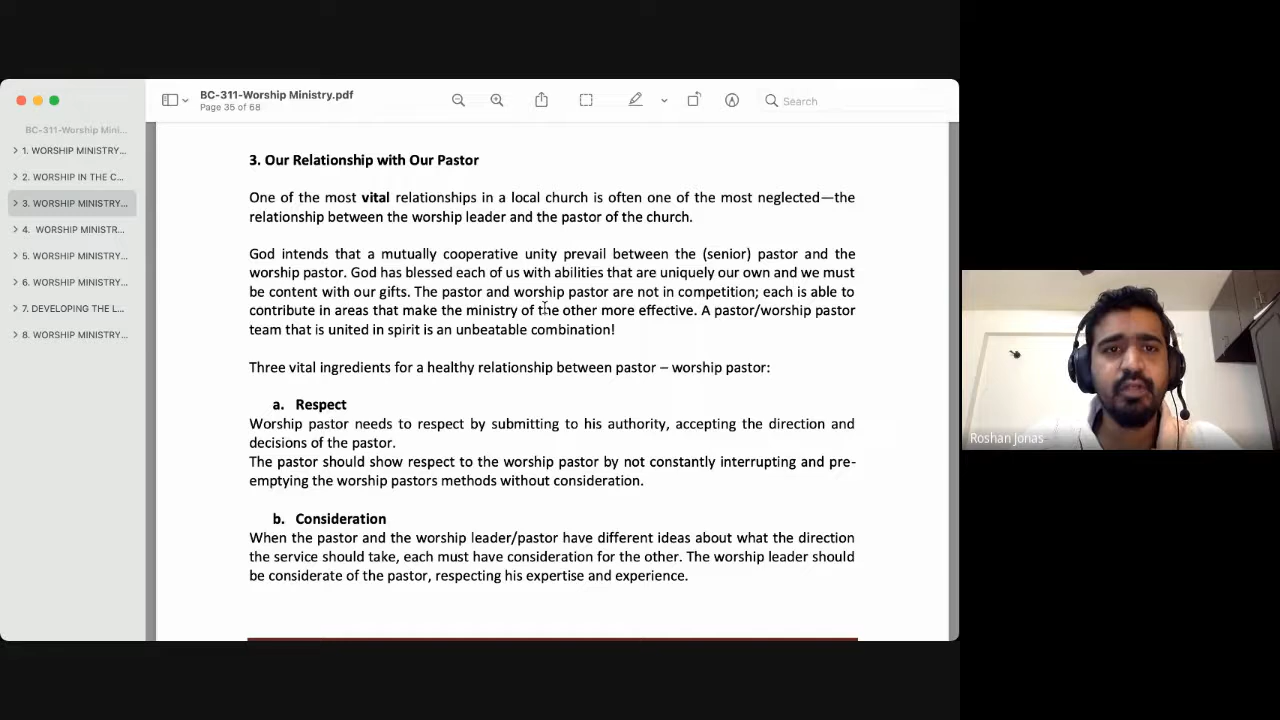 BC-311-Worship Ministry.pdf
Page 35 of 68
Search
BC-311-Worship Mini...
1. WORSHIP MINISTRY...
2. WORSHIP IN THE C...
3. WORSHIP MINISTRY...
4. WORSHIP MINISTR...
5. WORSHIP MINISTRY...
6. WORSHIP MINISTRY...
7. DEVELOPING THE L...
8. WORSHIP MINISTRY...
3. Our Relationship with Our Pastor
One of the most vital relationships in a local church is often one of the most neglected—the
relationship between the worship leader and the pastor of the church.
God intends that a mutually cooperative unity prevail between the (senior) pastor and the
worship pastor. God has blessed each of us with abilities that are uniquely our own and we must
be content with our gifts. The pastor and worship pastor are not in competition; each is able to
contribute in areas that make the ministry of the other more effective. A pastor/worship pastor
team that is united in spirit is an unbeatable combination!
Three vital ingredients for a healthy relationship between pastor – worship pastor:
a. Respect
Worship pastor needs to respect by submitting to his authority, accepting the direction and
decisions of the pastor.
The pastor should show respect to the worship pastor by not constantly interrupting and pre-
emptying the worship pastors methods without consideration.
b. Consideration
When the pastor and the worship leader/pastor have different ideas about what the direction
the service should take, each must have consideration for the other. The worship leader should
be considerate of the pastor, respecting his expertise and experience.
Roshan Jonas